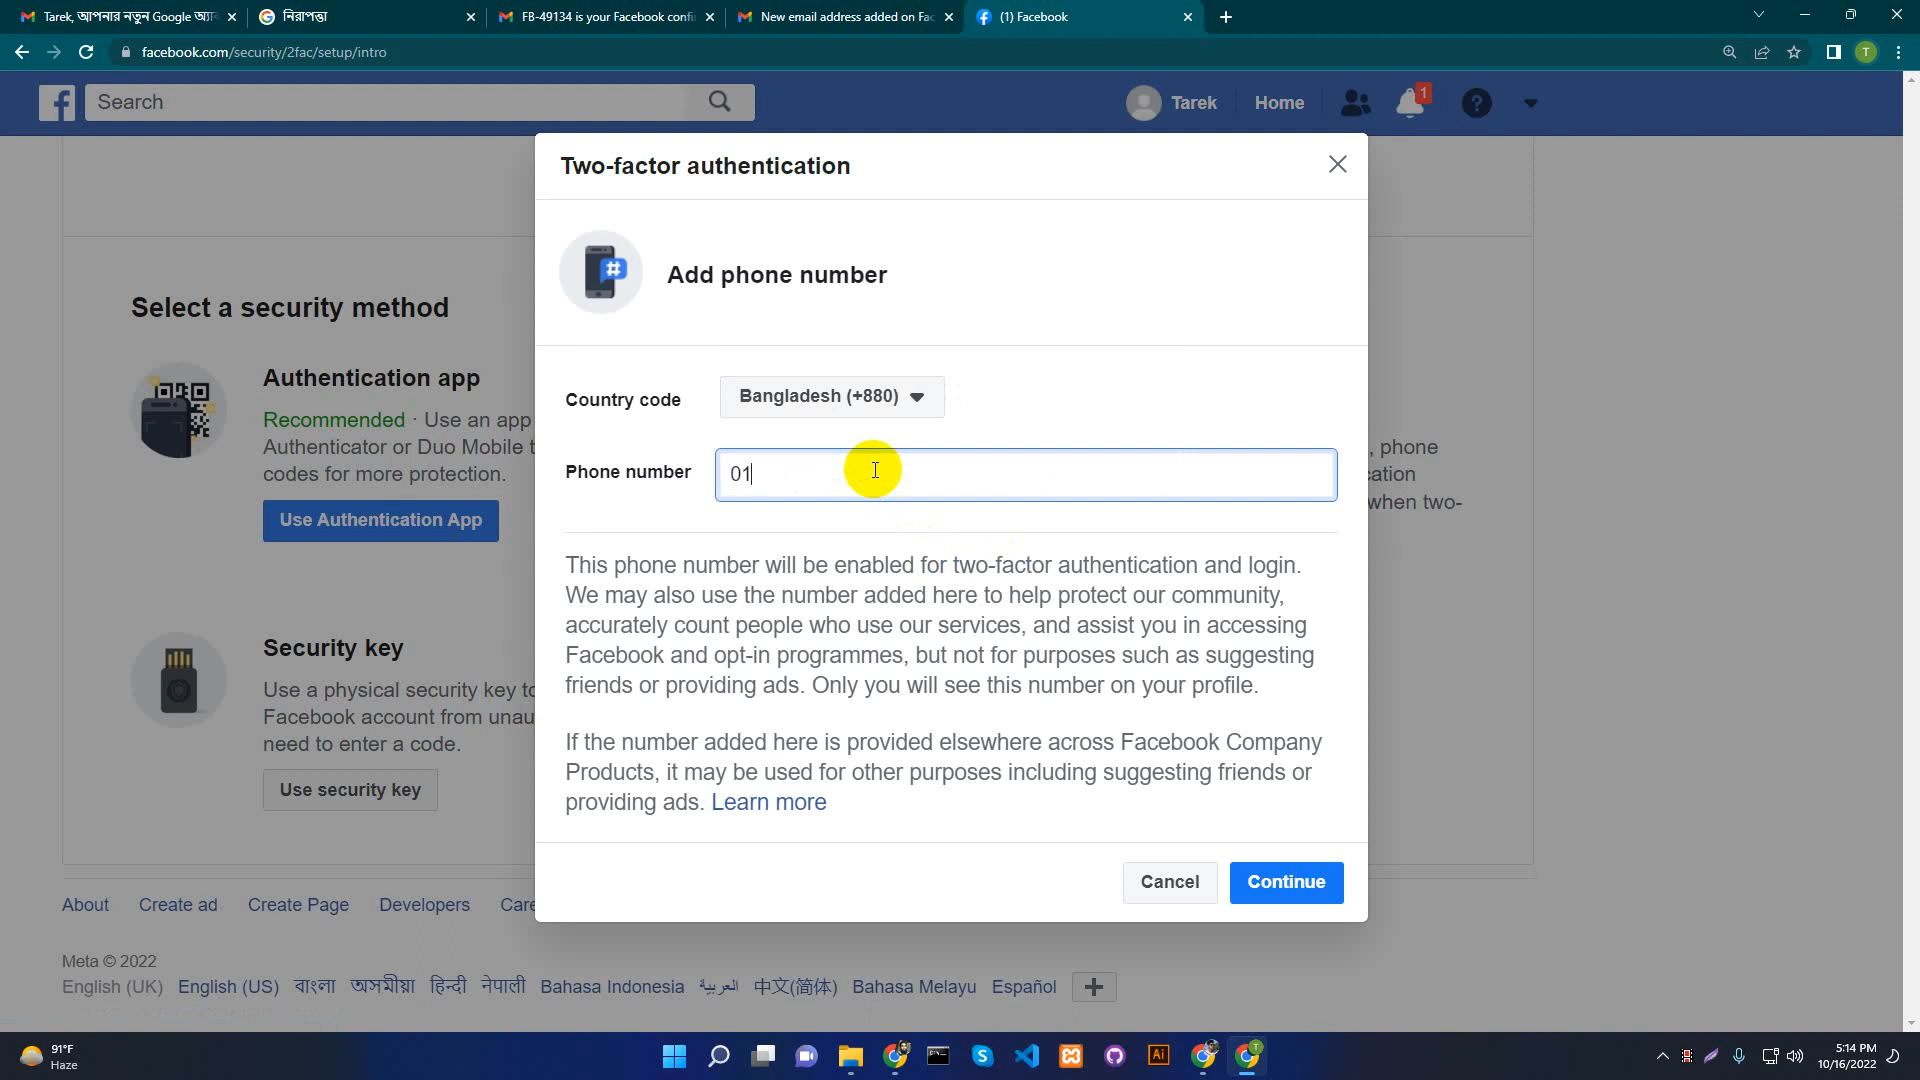 Tarek, আপনার নতুন Google অ্যা
নিরাপত্তা
FB-49134 is your Facebook confi
New email address added on Fac
(1) Facebook
facebook.com/security/2fac/setup/intro
T
Search
Tarek
Home
1
Two-factor authentication
Add phone number
Select a security method
Authentication app
Recommended · Use an app
Authenticator or Duo Mobile t
codes for more protection.
Use Authentication App
Country code
Bangladesh (+880)
Phone number
01
, phone
cation
when two-
This phone number will be enabled for two-factor authentication and login.
We may also use the number added here to help protect our community,
accurately count people who use our services, and assist you in accessing
Facebook and opt-in programmes, but not for purposes such as suggesting
friends or providing ads. Only you will see this number on your profile.
Security key
Use a physical security key to
Facebook account from unau
need to enter a code.
Use security key
If the number added here is provided elsewhere across Facebook Company
Products, it may be used for other purposes including suggesting friends or
providing ads. Learn more
Cancel
Continue
About Create ad Create Page Developers Care
Meta © 2022
English (UK) English (US) বাংলা অসমীয়া हिन्दी नेपाली Bahasa Indonesia العربية 中文(简体) Bahasa Melayu Español
91°F
Haze
5:14 PM
10/16/2022